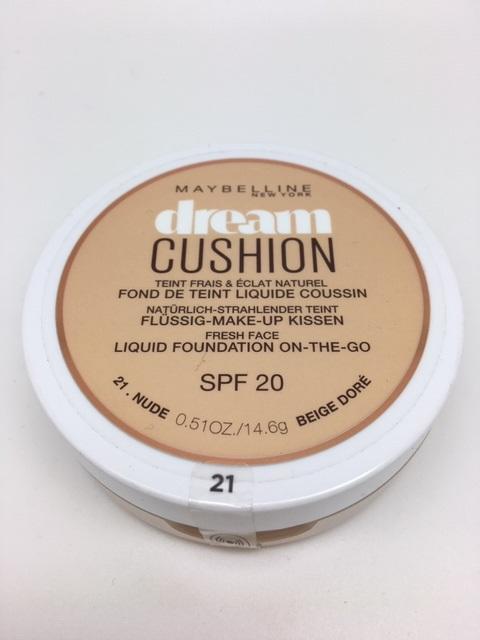 MAYBELLINE
NEW YORK
dream
CUSHION
TEINT FRAIS & ÉCLAT NATUREL
FOND DE TEINT LIQUIDE COUSSIN
NATÜRLICH-STRAHLENDER TEINT
FLÜSSIG-MAKE-UP KISSEN
FRESH FACE
LIQUID FOUNDATION ON-THE-GO
SPF 20
21. NUDE 0.51OZ./14.6g BEIGE DORÉ
21